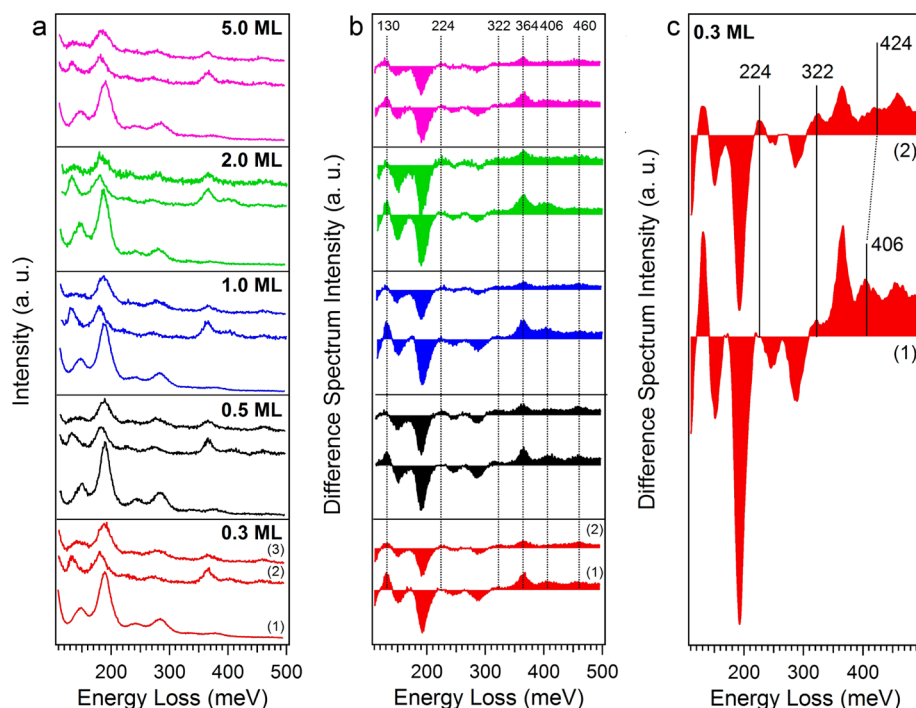 a
5.0 ML
2.0 ML
1.0 ML
0.5 ML
0.3 ML
(3)
(2)
(1)
Intensity (a. u.)
200 300 400 500
Energy Loss (meV)
b
130 224 322 364 406 460
(2)
(1)
Difference Spectrum Intensity (a. u.)
200 300 400 500
Energy Loss (meV)
c
0.3 ML
424
224 322
(2)
406
(1)
Difference Spectrum Intensity (a. u.)
200 300 400
Energy Loss (meV)